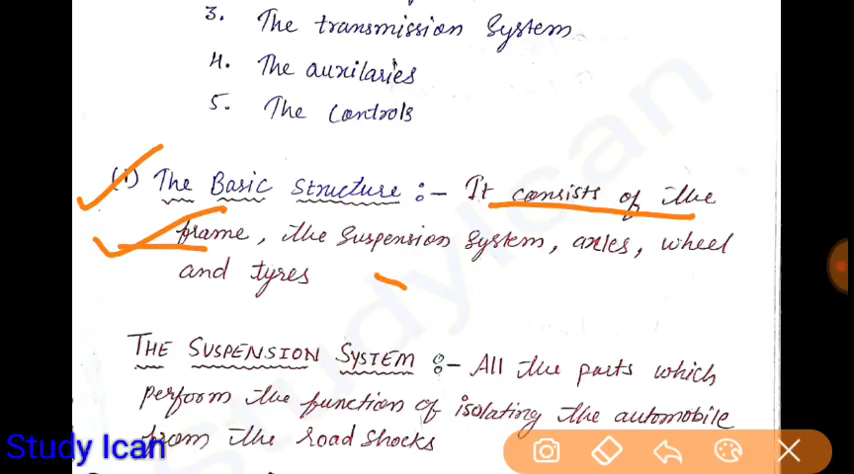 3. The transmission System
4. The auxilaries
5. The Controls
(i) The Basic Structure :- It consists of the
frame, the suspension System, axles, wheel
and tyres
THE SUSPENSION SYSTEM :- All the parts which
perform the function of isolating the automobile
from the road shocks
Study Ican
Study Ican